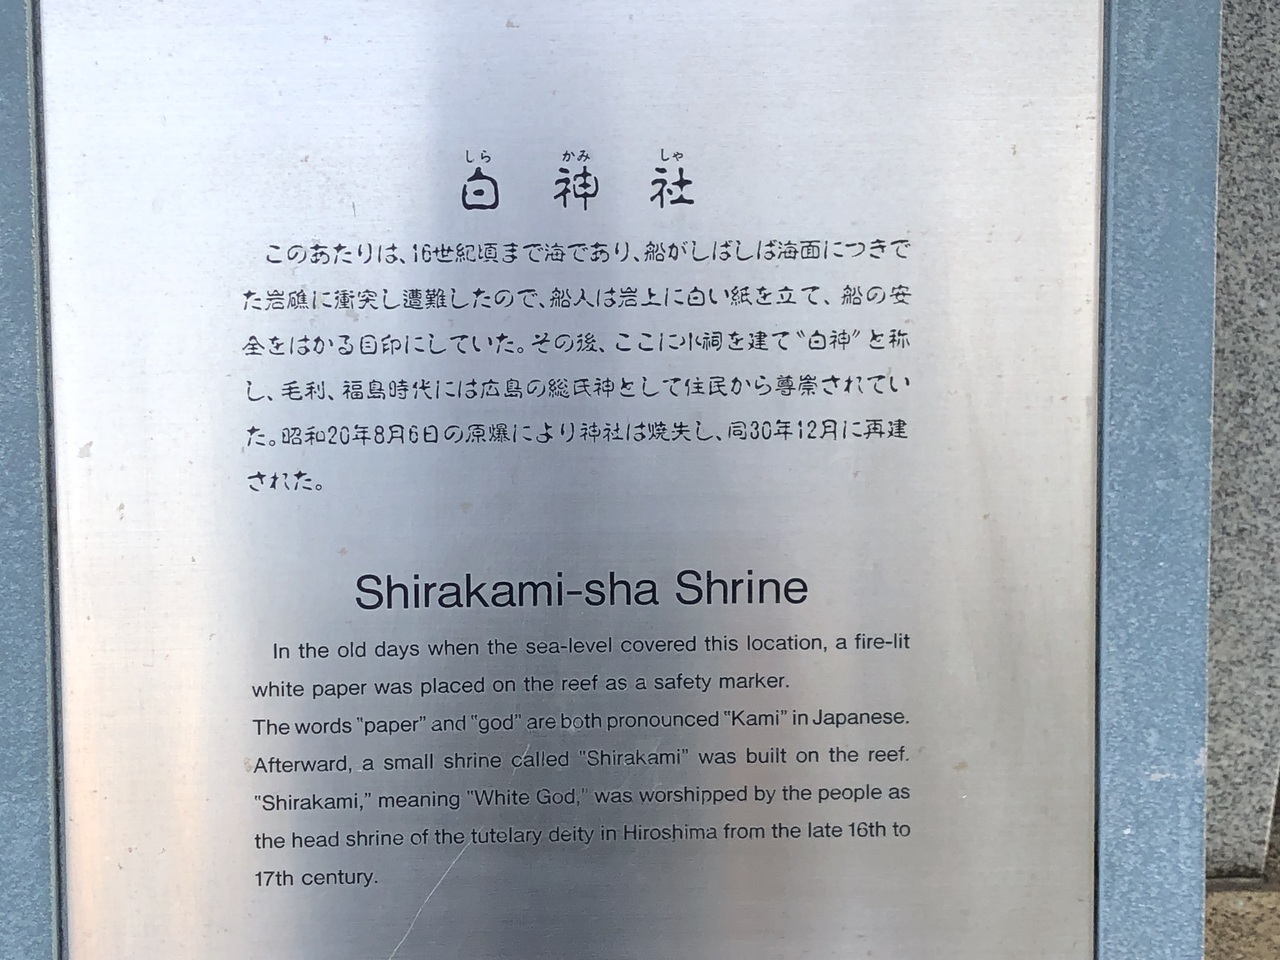 しら かみ しゃ
白 神 社
このあたりは、16世紀頃まで海であり、船がしばしば海面につきで
た岩礁に衝突し遭難したので、船人は岩上に白い紙を立て、船の安
全をはかる目印にしていた。その後、ここに小祠を建て“白神”と称
し、毛利、福島時代には広島の総氏神として住民から尊崇されてい
た。昭和20年8月6日の原爆により神社は焼失し、同30年12月に再建
された。
Shirakami-sha Shrine
In the old days when the sea-level covered this location, a fire-lit
white paper was placed on the reef as a safety marker.
The words "paper" and "god" are both pronounced "Kami" in Japanese.
Afterward, a small shrine called "Shirakami" was built on the reef.
"Shirakami," meaning "White God," was worshipped by the people as
the head shrine of the tutelary deity in Hiroshima from the late 16th to
17th century.